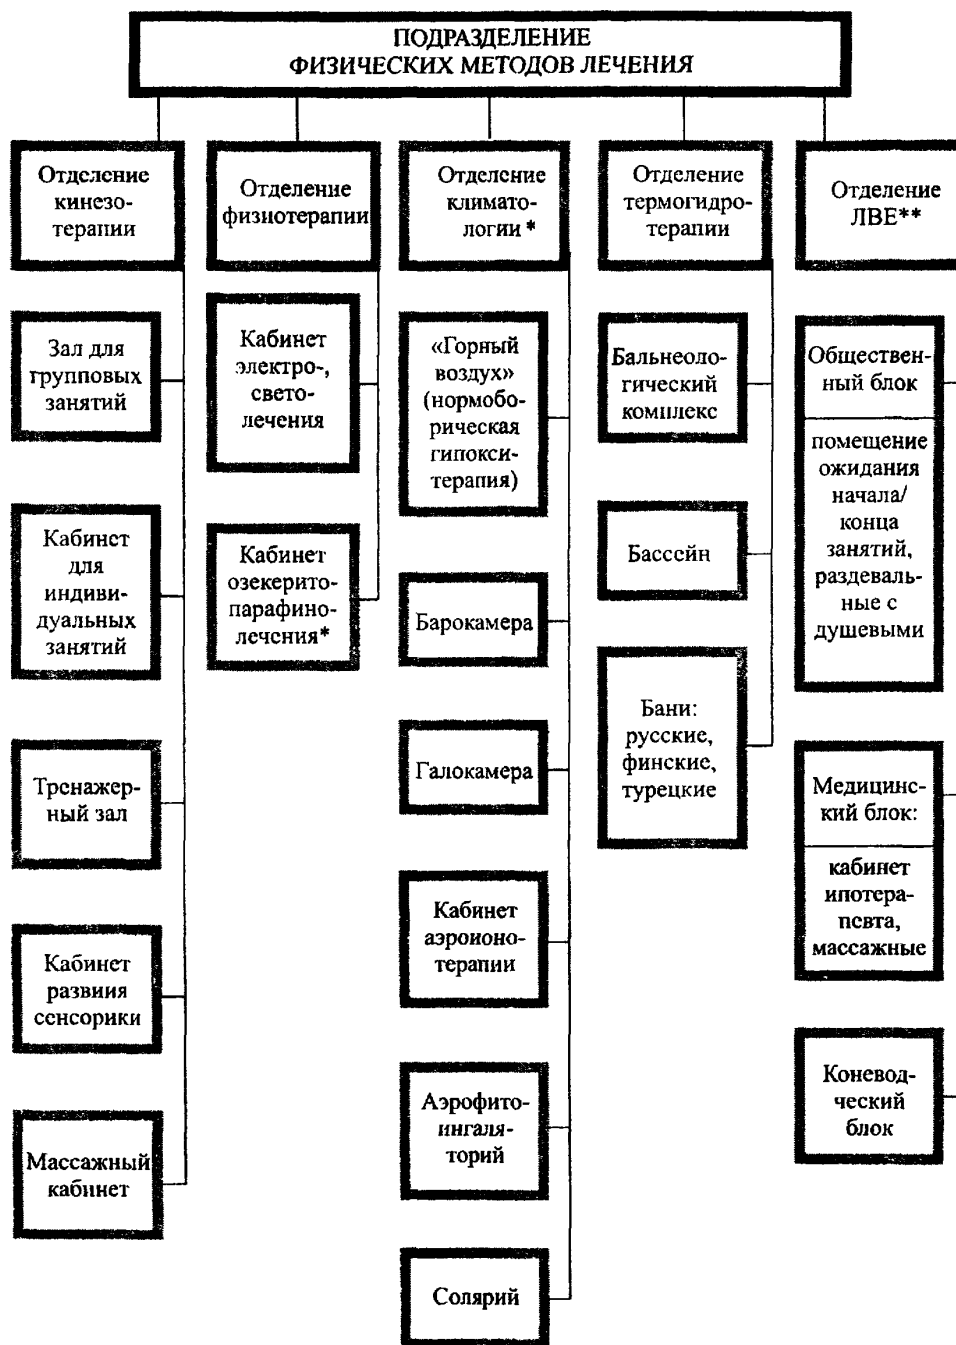 ПОДРАЗДЕЛЕНИЕ
ФИЗИЧЕСКИХ МЕТОДОВ ЛЕЧЕНИЯ
Отделение
кинезо-
терапии
Зал для
групповых
занятий
Кабинет
для
индиви-
дуальных
занятий
Тренажер-
ный зал
Кабинет
развиия
сенсорики
Массажный
кабинет
Отделение
физиотерапии
Кабинет
электро-,
свето-
лечения
Кабинет
озекерито-
парафино-
лечения*
Отделение
климато-
логии *
«Горный
воздух»
(нормобо-
рическая
гипокси-
терапия)
Барокамера
Галокамера
Кабинет
аэроионо-
терапии
Аэрофито-
ингаля-
торий
Солярий
Отделение
термогидро-
терапии
Бальнеоло-
гический
комплекс
Бассейн
Бани:
русские,
финские,
турецкие
Отделение
ЛВЕ**
Обществен-
ный блок
помещение
ожидания
начала/
конца
занятий,
раздеваль-
ные с
душевыми
Медицинс-
кий блок:
кабинет
ипотера-
певта,
массажные
Коневод-
ческий
блок